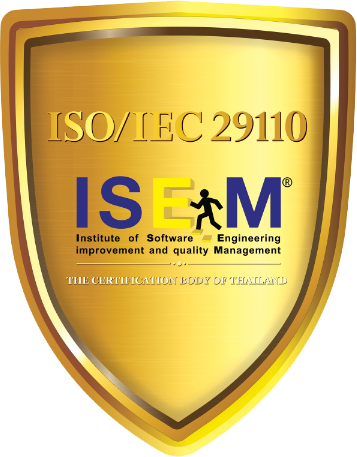 ISO/IEC 29110
ISEM®
Institute of Software Engineering
improvement and quality Management
THE CERTIFICATION BODY OF THAILAND